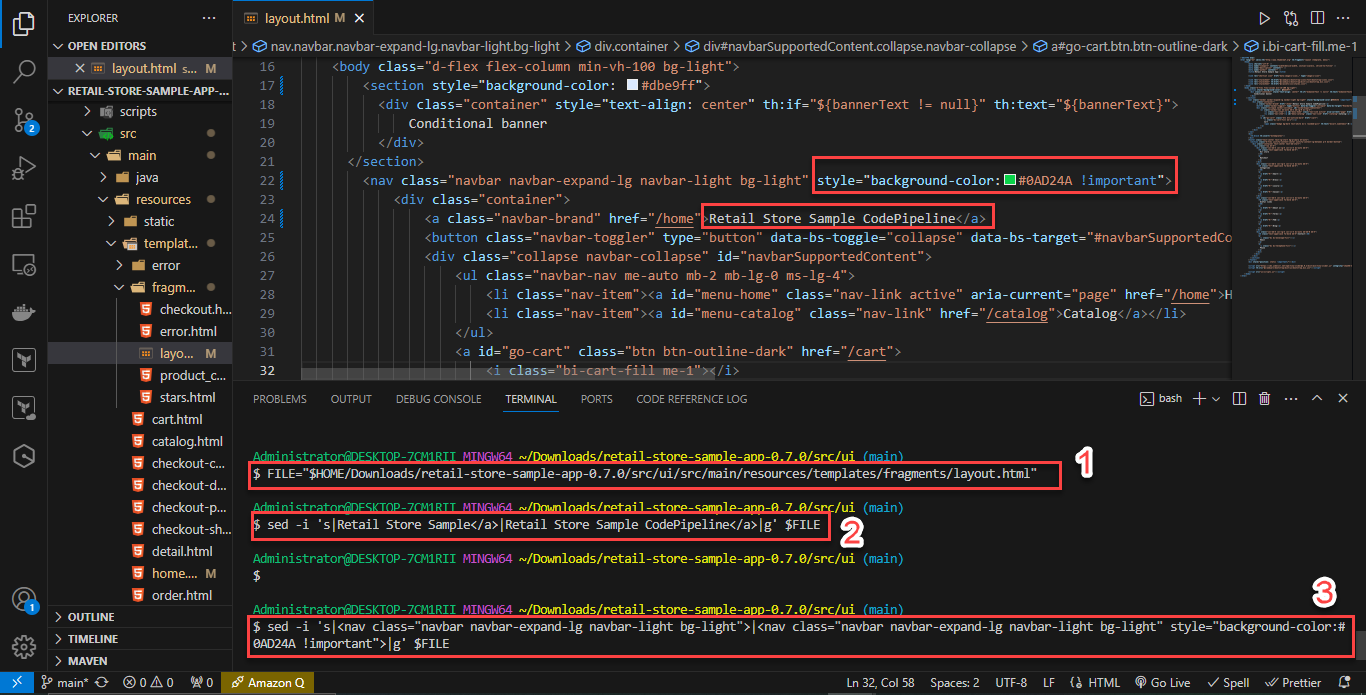 EXPLORER
layout.html M
OPEN EDITORS
layout.html s... M
RETAIL-STORE-SAMPLE-APP-...
scripts
src
main
java
resources
static
templat...
error
fragm...
checkout.h...
error.html
layo... M
product_c...
stars.html
cart.html
catalog.html
checkout-c...
checkout-d...
checkout-p...
checkout-sh...
detail.html
home.... M
order.html
OUTLINE
TIMELINE
MAVEN
2
1
t > nav.navbar.navbar-expand-lg.navbar-light.bg-light > div.container > div#navbarSupportedContent.collapse.navbar-collapse > a#go-cart.btn.btn-outline-dark > i.bi-cart-fill.me-1
16 <body class="d-flex flex-column min-vh-100 bg-light">
17 <section style="background-color: #dbe9ff">
18 <div class="container" style="text-align: center" th:if="${bannerText != null}" th:text="${bannerText}">
19 Conditional banner
20 </div>
21 </section>
22 <nav class="navbar navbar-expand-lg navbar-light bg-light" style="background-color: #0AD24A !important">
23 <div class="container">
24 <a class="navbar-brand" href="/home">Retail Store Sample CodePipeline</a>
25 <button class="navbar-toggler" type="button" data-bs-toggle="collapse" data-bs-target="#navbarSupportedCo
26 <div class="collapse navbar-collapse" id="navbarSupportedContent">
27 <ul class="navbar-nav me-auto mb-2 mb-lg-0 ms-lg-4">
28 <li class="nav-item"><a id="menu-home" class="nav-link active" aria-current="page" href="/home">H
29 <li class="nav-item"><a id="menu-catalog" class="nav-link" href="/catalog">Catalog</a></li>
30 </ul>
31 <a id="go-cart" class="btn btn-outline-dark" href="/cart">
32 <i class="bi-cart-fill me-1"></i>
PROBLEMS OUTPUT DEBUG CONSOLE TERMINAL PORTS CODE REFERENCE LOG
bash
Administrator@DESKTOP-7CM1RII MINGW64 ~/Downloads/retail-store-sample-app-0.7.0/src/ui (main)
$ FILE="$HOME/Downloads/retail-store-sample-app-0.7.0/src/ui/src/main/resources/templates/fragments/layout.html"
1
Administrator@DESKTOP-7CM1RII MINGW64 ~/Downloads/retail-store-sample-app-0.7.0/src/ui (main)
$ sed -i 's|Retail Store Sample</a>|Retail Store Sample CodePipeline</a>|g' $FILE
2
Administrator@DESKTOP-7CM1RII MINGW64 ~/Downloads/retail-store-sample-app-0.7.0/src/ui (main)
$
Administrator@DESKTOP-7CM1RII MINGW64 ~/Downloads/retail-store-sample-app-0.7.0/src/ui (main)
3
$ sed -i 's|<nav class="navbar navbar-expand-lg navbar-light bg-light">|<nav class="navbar navbar-expand-lg navbar-light bg-light" style="background-color:#
0AD24A !important">|g' $FILE
main* 0 0 0 Amazon Q Ln 32, Col 58 Spaces: 2 UTF-8 LF HTML Go Live Spell Prettier